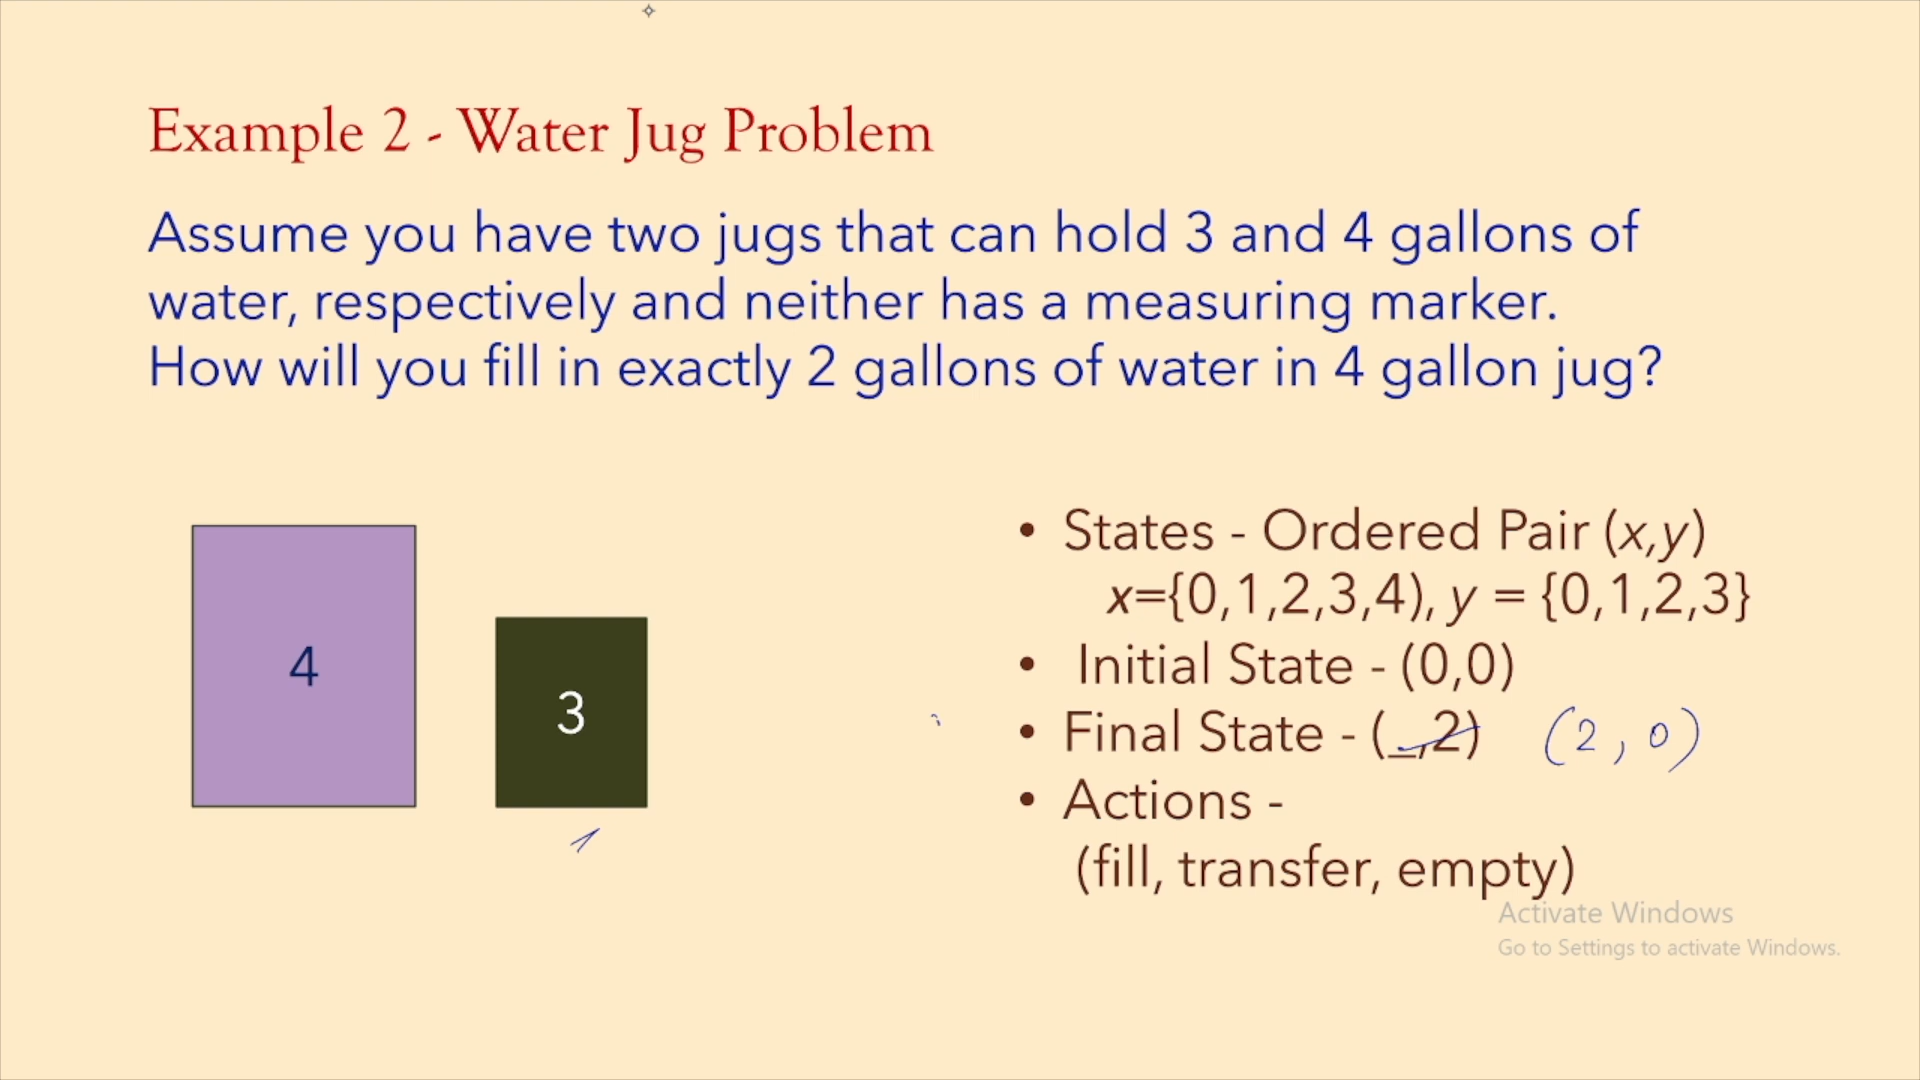 Example 2 - Water Jug Problem
Assume you have two jugs that can hold 3 and 4 gallons of
water, respectively and neither has a measuring marker.
How will you fill in exactly 2 gallons of water in 4 gallon jug?
4
3
• States - Ordered Pair (x,y)
x={0,1,2,3,4), y = {0,1,2,3}
• Initial State - (0,0)
• Final State - (_,2) (2, 0)
• Actions -
(fill, transfer, empty)
Activate Windows
Go to Settings to activate Windows.